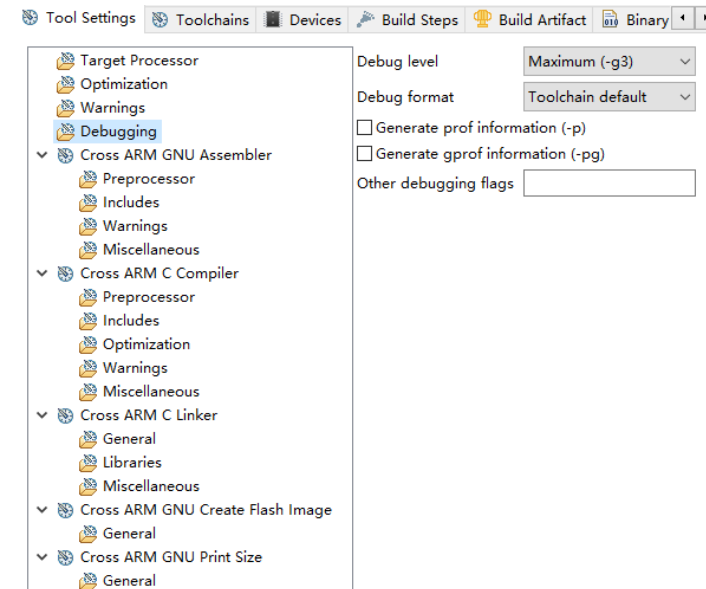 Tool Settings Toolchains Devices Build Steps Build Artifact Binary
Target Processor
Optimization
Warnings
Debugging
Cross ARM GNU Assembler
Preprocessor
Includes
Warnings
Miscellaneous
Cross ARM C Compiler
Preprocessor
Includes
Optimization
Warnings
Miscellaneous
Cross ARM C Linker
General
Libraries
Miscellaneous
Cross ARM GNU Create Flash Image
General
Cross ARM GNU Print Size
General
Debug level Maximum (-g3)
Debug format Toolchain default
Generate prof information (-p)
Generate gprof information (-pg)
Other debugging flags